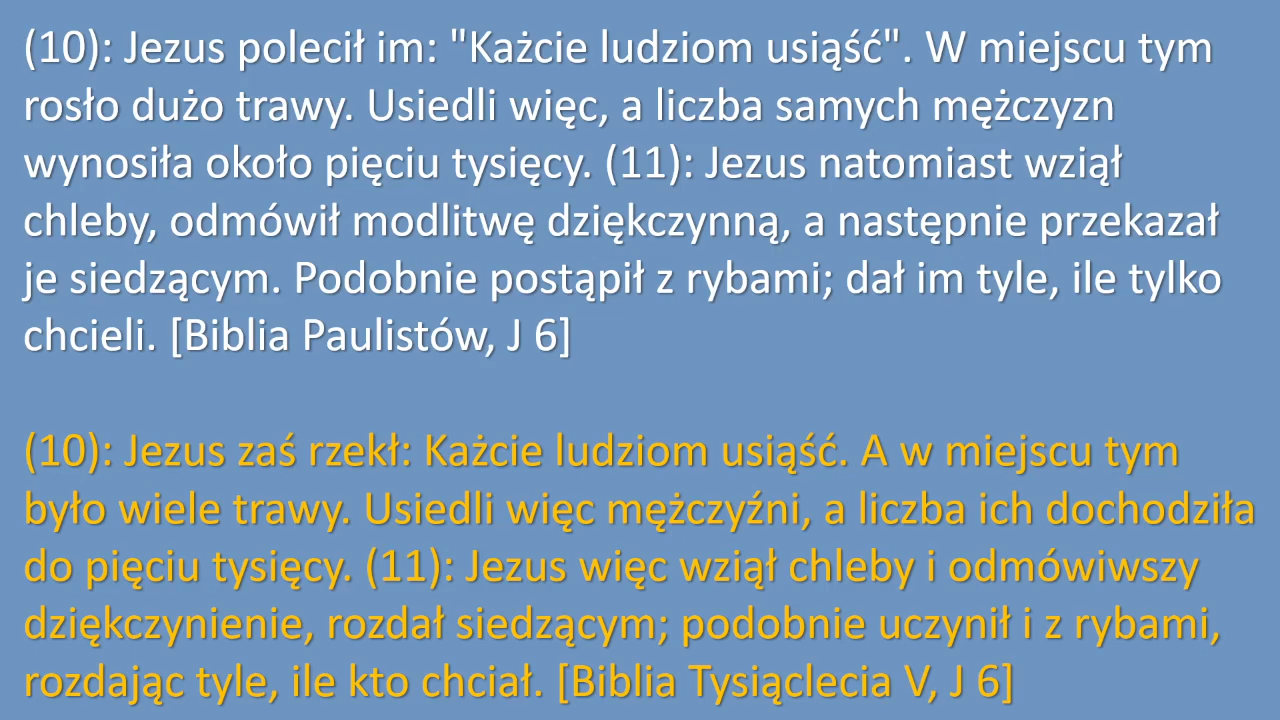 (10): Jezus polecił im: "Każcie ludziom usiąść". W miejscu tym
rosło dużo trawy. Usiedli więc, a liczba samych mężczyzn
wynosiła około pięciu tysięcy. (11): Jezus natomiast wziął
chleby, odmówił modlitwę dziękczynną, a następnie przekazał
je siedzącym. Podobnie postąpił z rybami; dał im tyle, ile tylko
chcieli. [Biblia Paulistów, J 6]
(10): Jezus zaś rzekł: Każcie ludziom usiąść. A w miejscu tym
było wiele trawy. Usiedli więc mężczyźni, a liczba ich dochodziła
do pięciu tysięcy. (11): Jezus więc wziął chleby i odmówiwszy
dziękczynienie, rozdał siedzącym; podobnie uczynił i z rybami,
rozdając tyle, ile kto chciał. [Biblia Tysiąclecia V, J 6]